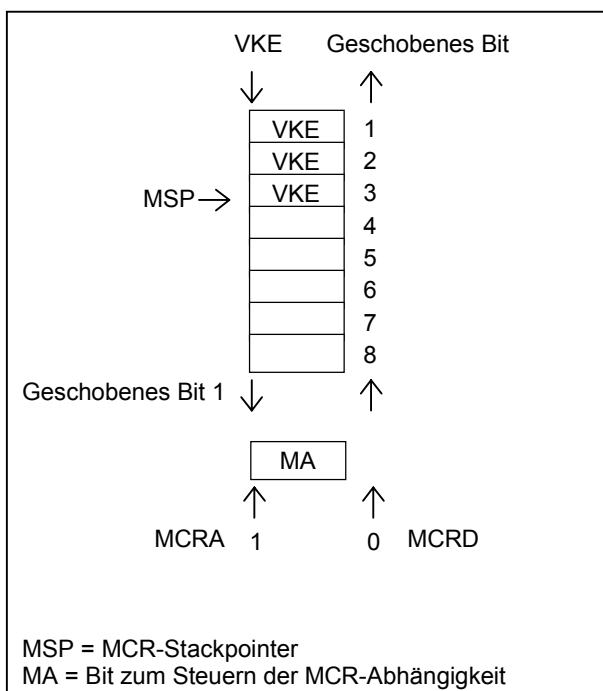 VKE Geschobenes Bit
VKE 1
VKE 2
MSP VKE 3
4
5
6
7
8
Geschobenes Bit 1
MA
MCRA 1 0 MCRD
MSP = MCR-Stackpointer
MA = Bit zum Steuern der MCR-Abhängigkeit